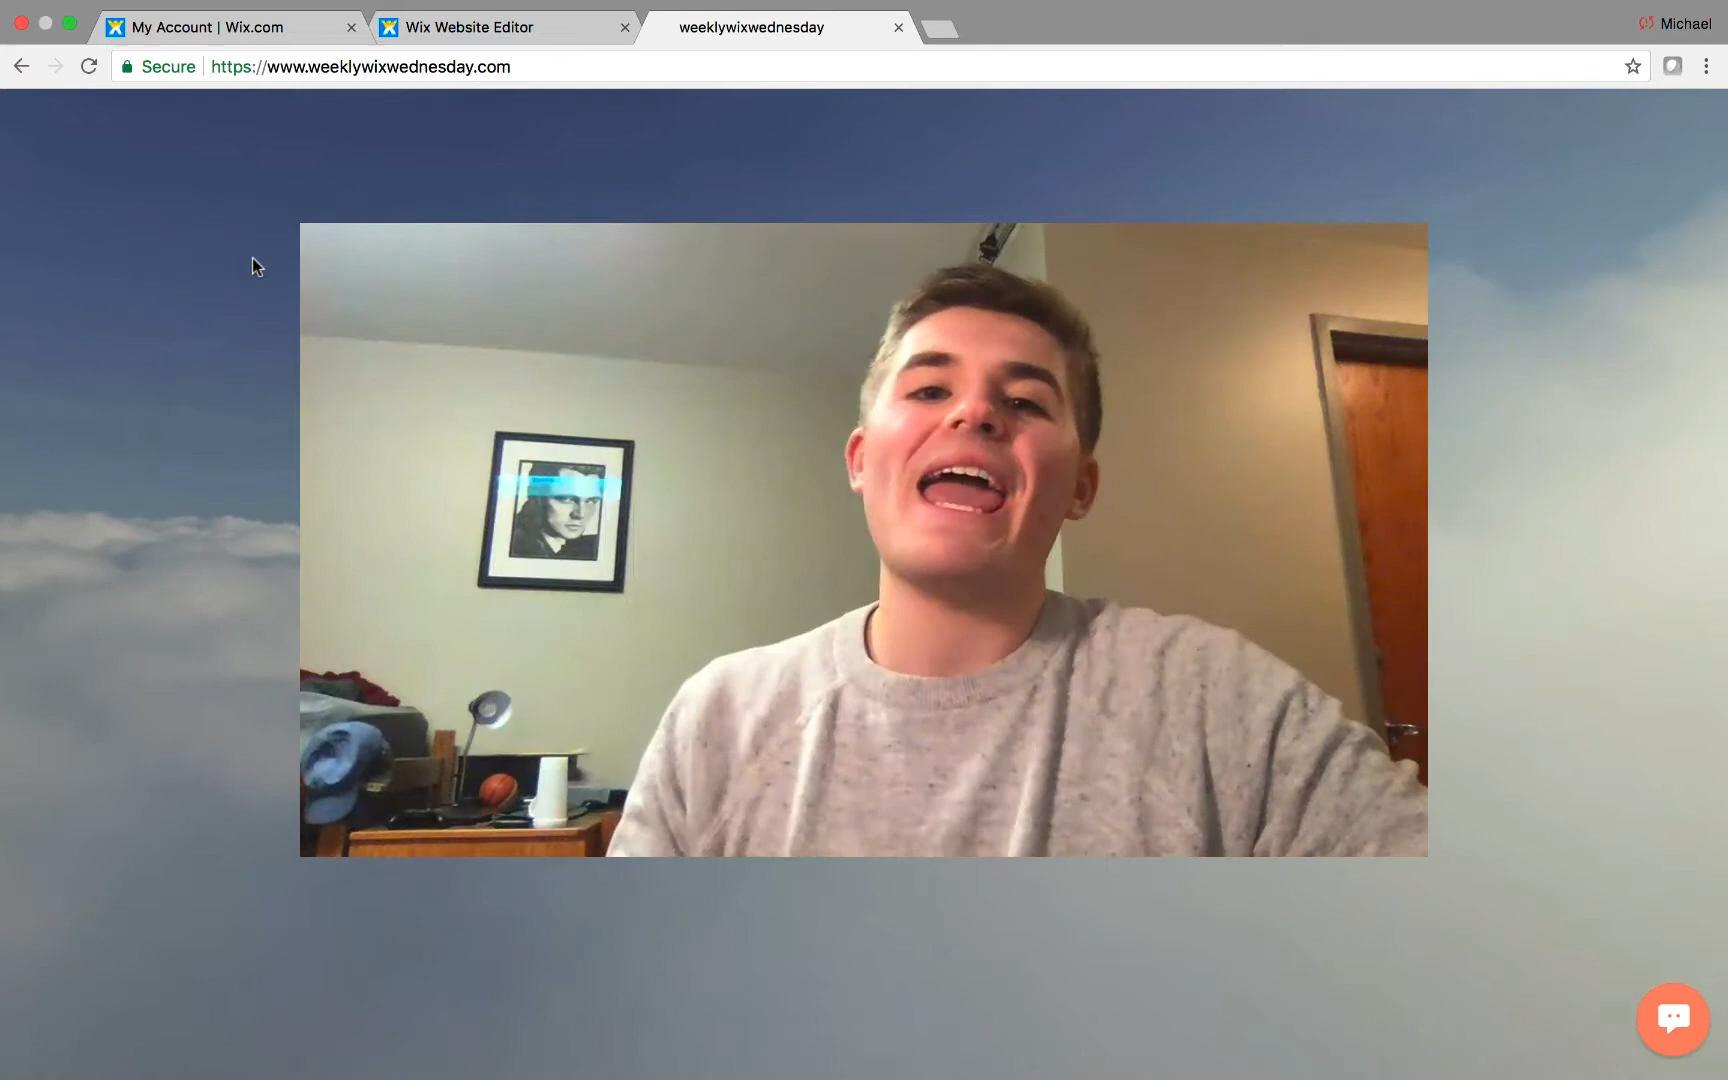 My Account | Wix.com
Wix Website Editor
weeklywixwednesday
Michael
Secure
https://www.weeklywixwednesday.com